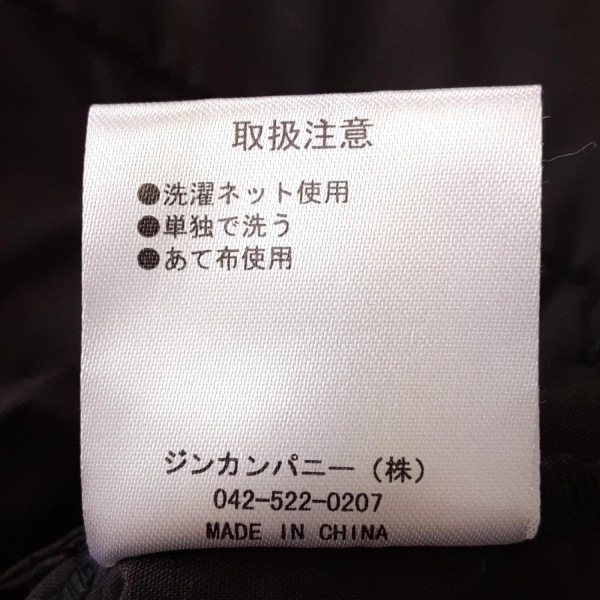 取扱注意
●洗濯ネット使用
●単独で洗う
●あて布使用
ジンカンパニー（株）
042-522-0207
MADE IN CHINA